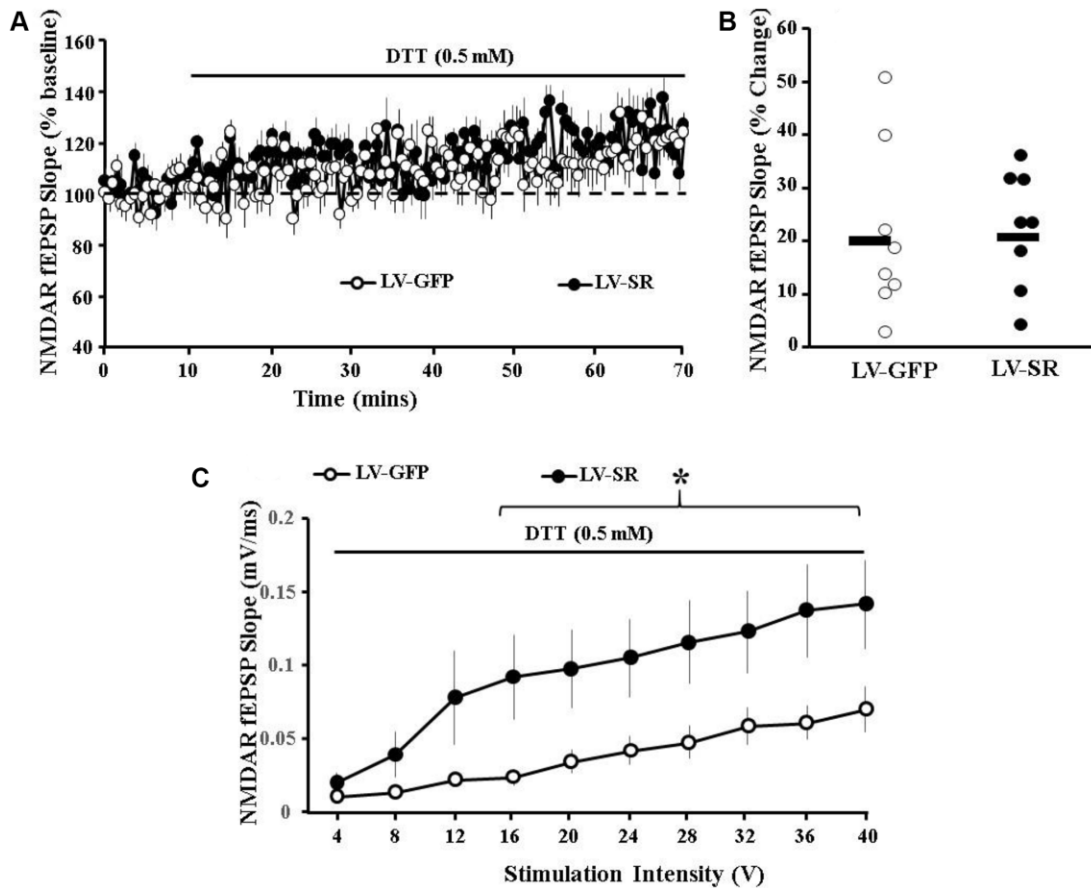 A
NMDAR fEPSP Slope (% baseline)
160
140
120
100
80
60
40
DTT (0.5 mM)
LV-GFP
LV-SR
0 10 20 30 40 50 60 70
Time (mins)
B
NMDAR fEPSP Slope (% Change)
60
50
40
30
20
10
0
LV-GFP LV-SR
C
LV-GFP
LV-SR
*
NMDAR fEPSP Slope (mV/ms)
0.2
0.15
0.1
0.05
0
DTT (0.5 mM)
4 8 12 16 20 24 28 32 36 40
Stimulation Intensity (V)